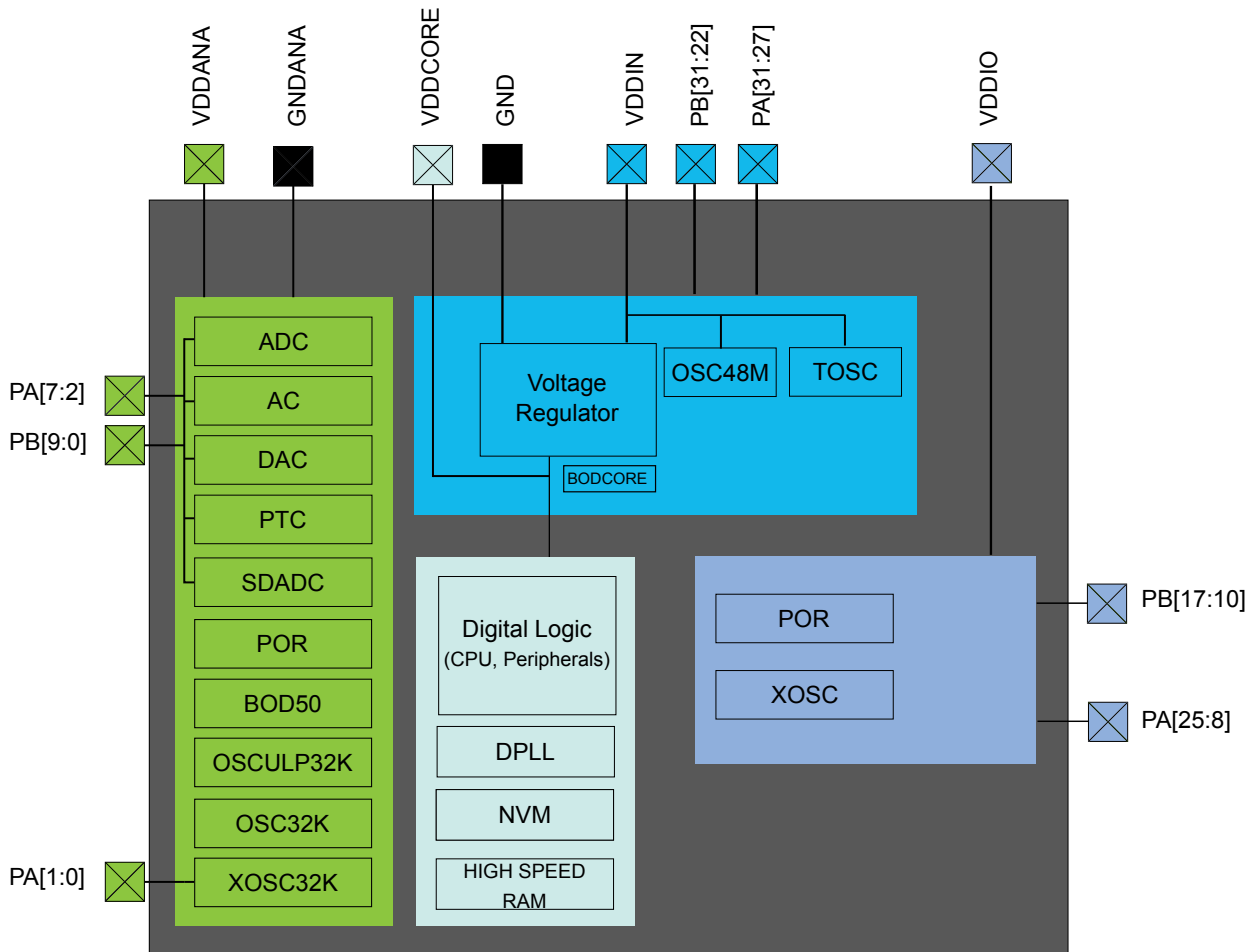 VDDANA
GNDANA
VDDCORE
GND
VDDIN
PB[31:22]
PA[31:27]
VDDIO
ADC
AC
DAC
PTC
SDADC
POR
BOD50
OSCULP32K
OSC32K
XOSC32K
PA[7:2]
PB[9:0]
PA[1:0]
Voltage
Regulator
OSC48M
TOSC
BODCORE
Digital Logic
(CPU, Peripherals)
DPLL
NVM
HIGH SPEED
RAM
POR
XOSC
PB[17:10]
PA[25:8]